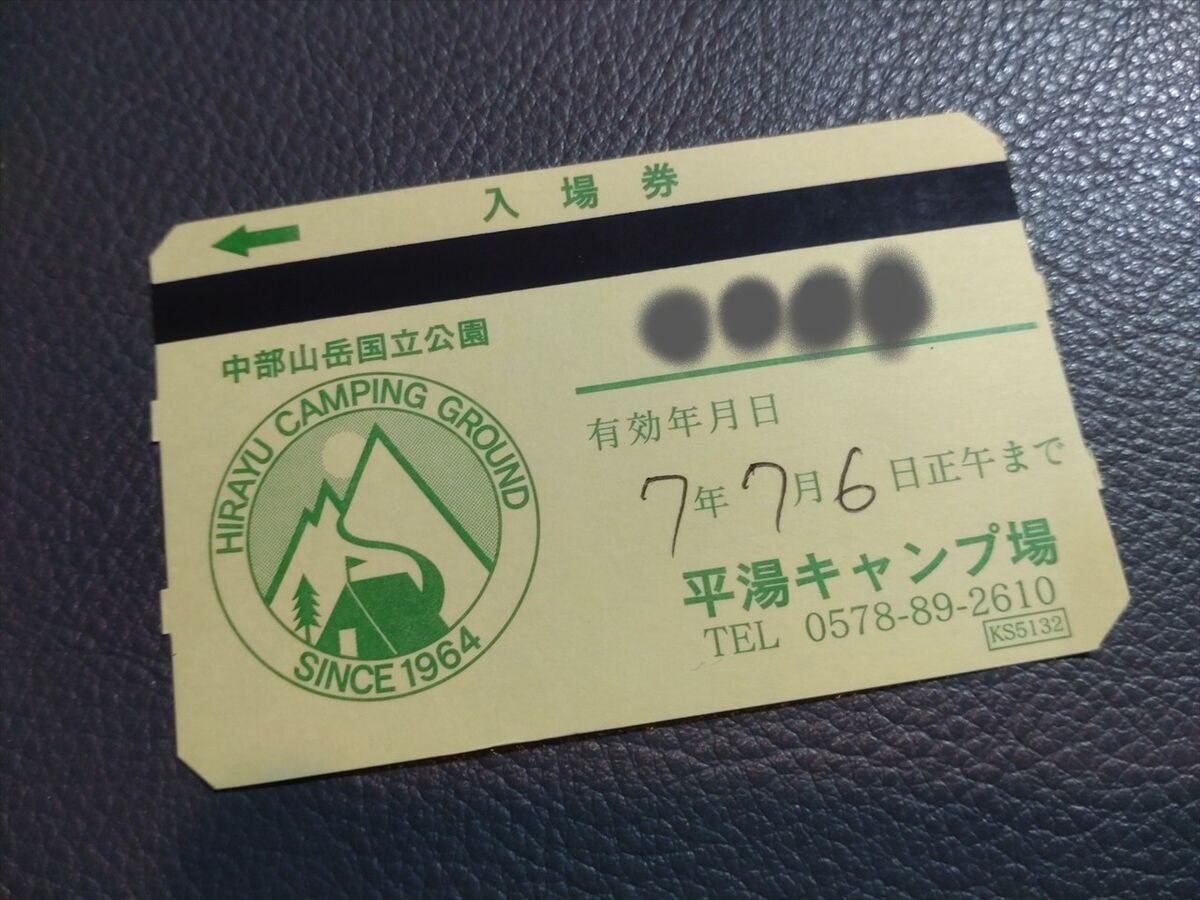 入場券
中部山岳国立公園
HIRAYU CAMPING GROUND
SINCE 1964
有効年月日
7年7月6日正午まで
平湯キャンプ場
TEL 0578-89-2610
KS5132